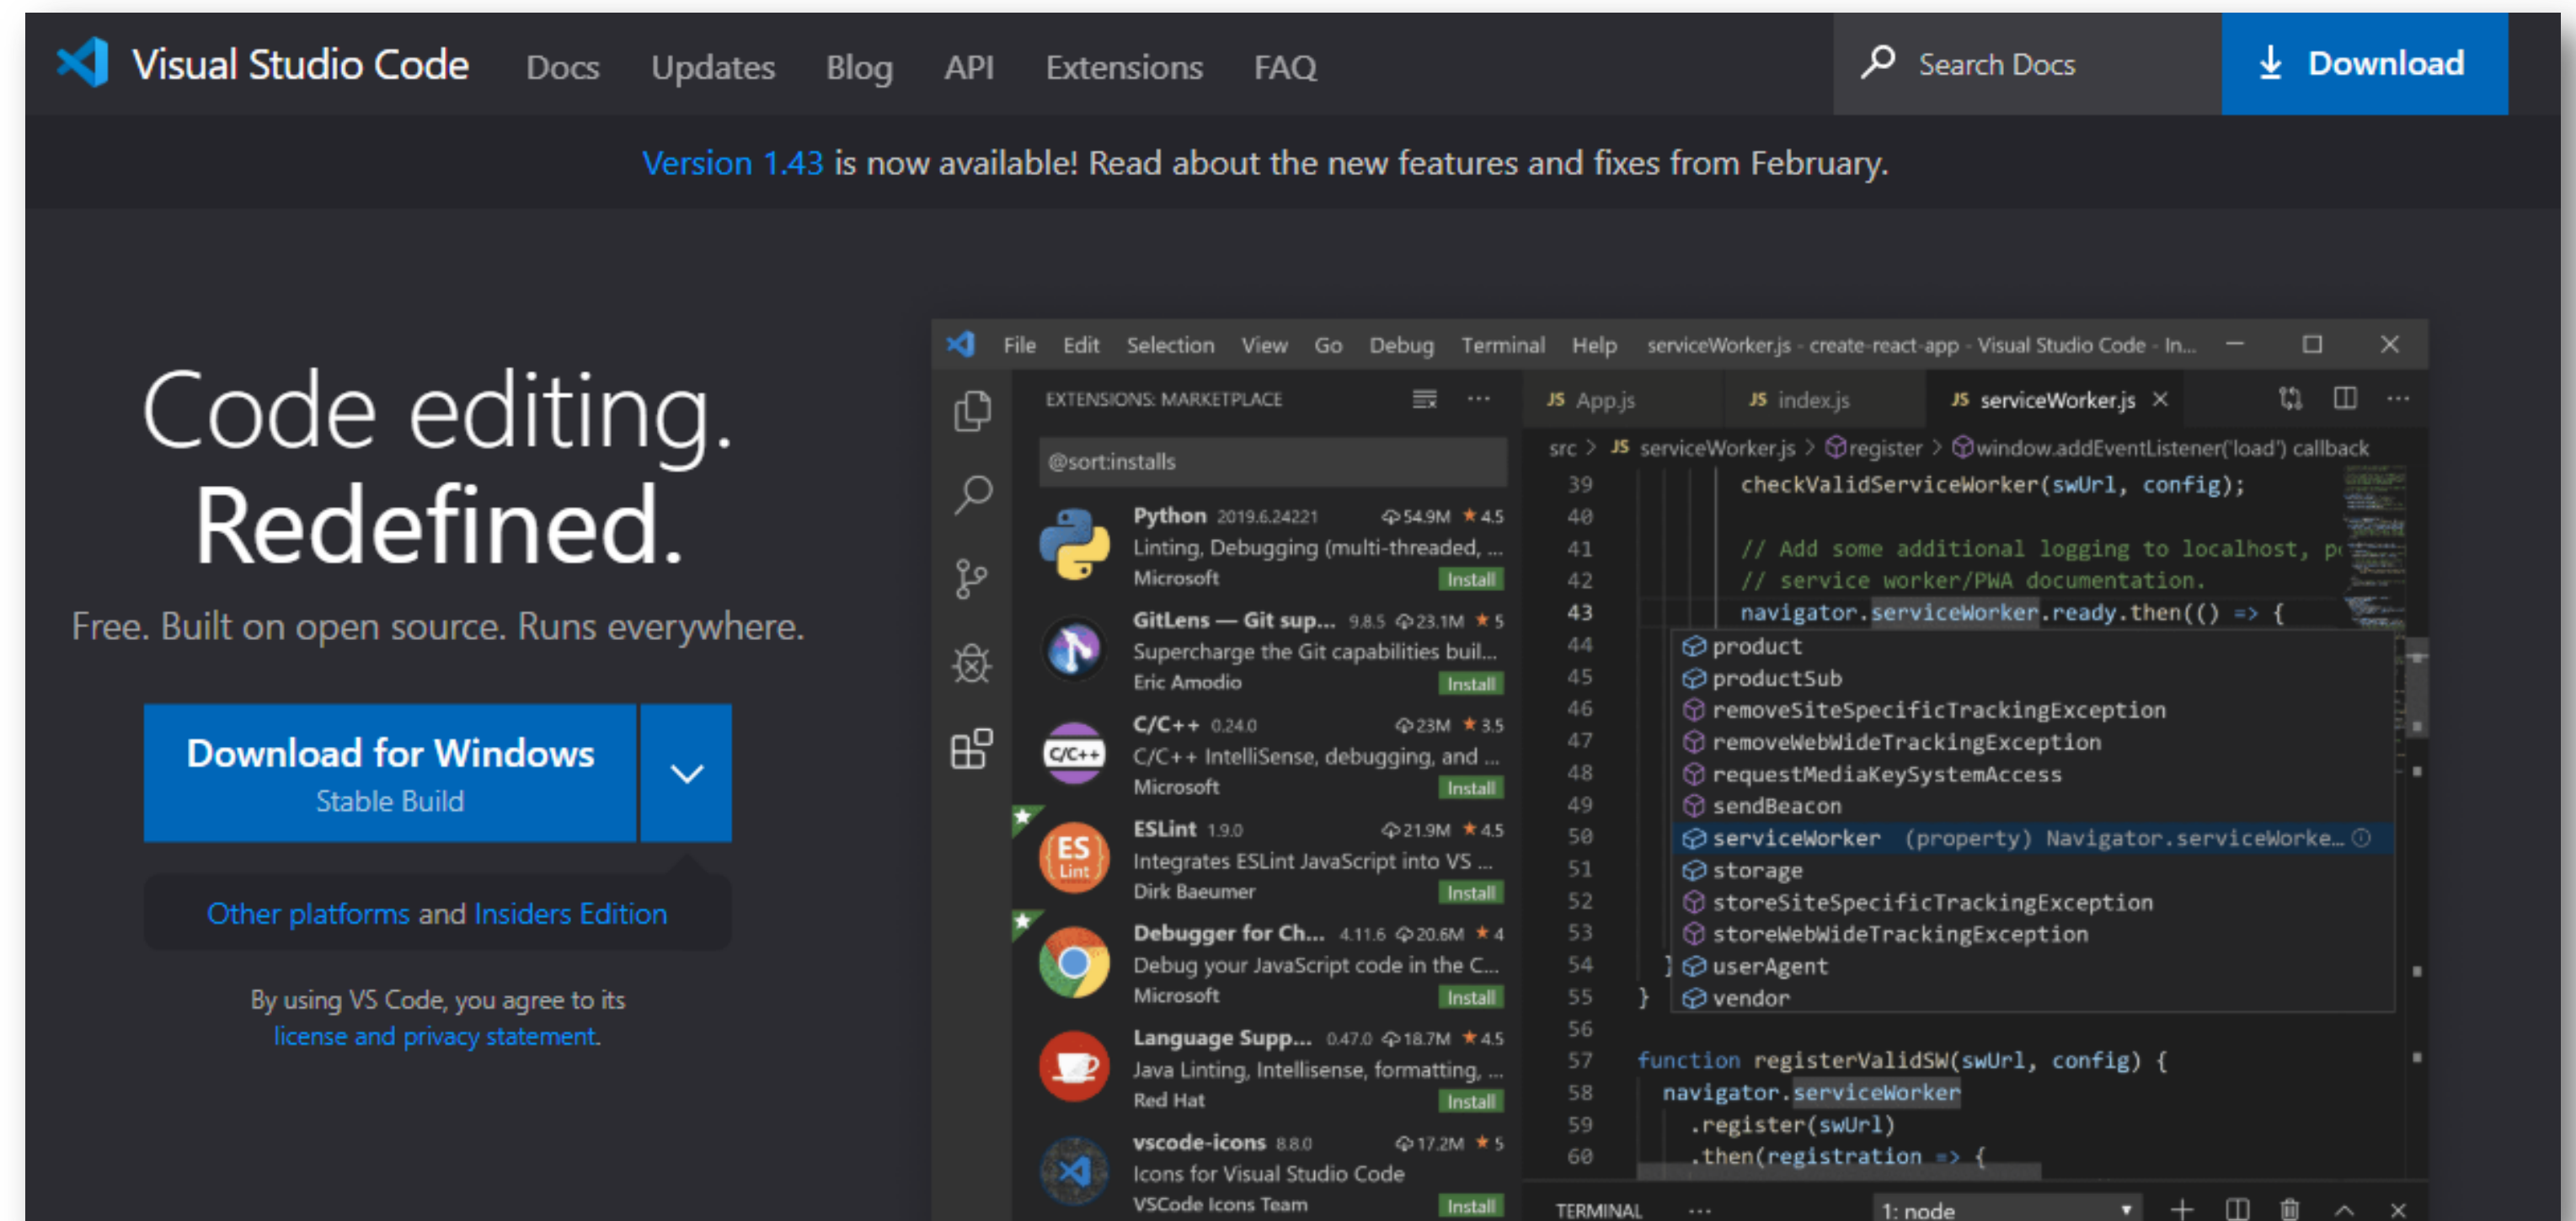 Visual Studio Code Docs Updates Blog API Extensions FAQ Search Docs Download
Version 1.43 is now available! Read about the new features and fixes from February.
Code editing.
Redefined.
Free. Built on open source. Runs everywhere.
Download for Windows
Stable Build
Other platforms and Insiders Edition
By using VS Code, you agree to its
license and privacy statement.
File Edit Selection View Go Debug Terminal Help serviceWorker.js - create-react-app - Visual Studio Code - In...
EXTENSIONS: MARKETPLACE
@sort:installs
Python 2019.6.24221 54.9M 4.5
Linting, Debugging (multi-threaded, ...
Microsoft Install
GitLens — Git sup... 9.8.5 23.1M 5
Supercharge the Git capabilities buil...
Eric Amodio Install
C/C++
C/C++ 0.24.0 23M 3.5
C/C++ IntelliSense, debugging, and ...
Microsoft Install
ES
Lint
ESLint 1.9.0 21.9M 4.5
Integrates ESLint JavaScript into VS ...
Dirk Baeumer Install
Debugger for Ch... 4.11.6 20.6M 4
Debug your JavaScript code in the C...
Microsoft Install
Language Supp... 0.47.0 18.7M 4.5
Java Linting, Intellisense, formatting, ...
Red Hat Install
vscode-icons 8.8.0 17.2M 5
Icons for Visual Studio Code
VSCode Icons Team Install
JS App.js JS index.js JS serviceWorker.js
src > JS serviceWorker.js > register > window.addEventListener('load') callback
39 checkValidServiceWorker(swUrl, config);
40
41 // Add some additional logging to localhost,
42 // service worker/PWA documentation.
43 navigator.serviceWorker.ready.then(() => {
44 product
45 productSub
46 removeSiteSpecificTrackingException
47 removeWebWideTrackingException
48 requestMediaKeySystemAccess
49 sendBeacon
50 serviceWorker (property) Navigator.serviceWorke...
51 storage
52 storeSiteSpecificTrackingException
53 storeWebWideTrackingException
54 } userAgent
55 } vendor
56
57 function registerValidSW(swUrl, config) {
58 navigator.serviceWorker
59 .register(swUrl)
60 .then(registration => {
TERMINAL ... 1: node